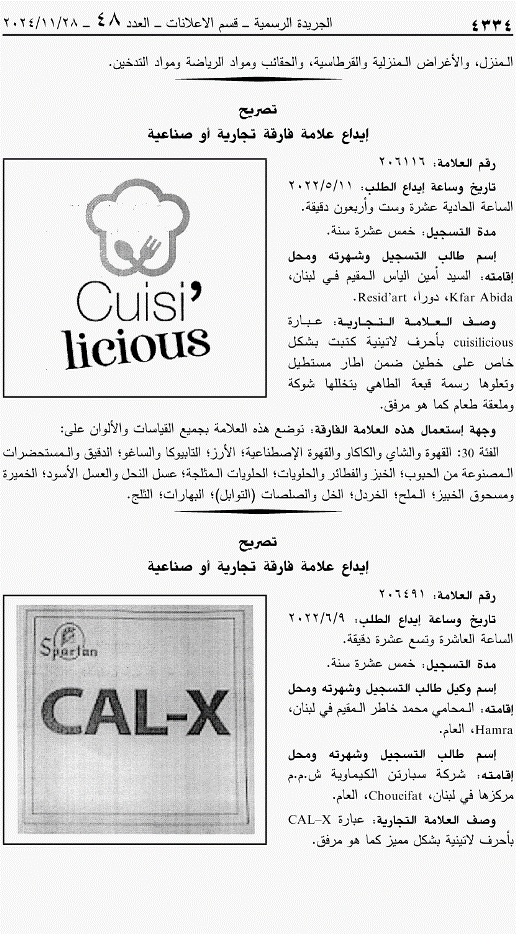 ٤٣٣٤
الجريدة الرسمية ــ قسم الاعلانات ــ العدد ٤٨ ــ ٢٠٢٤/١١/٢٨
المنزل، والأغراض المنزلية والقرطاسية، والحقائب ومواد الرياضة ومواد التدخين.
تصريح
إيداع علامة فارقة تجارية أو صناعية
Cuisi'
licious
رقم العلامة: ٢٠٦١١٦
تاريخ وساعة إيداع الطلب: ٢٠٢٢/٥/١١
الساعة الحادية عشرة وست وأربعون دقيقة.
مدة التسجيل: خمس عشرة سنة.
إسم طالب التسجيل وشهرته ومحل
إقامته: السيد أمين الياس المقيم في لبنان،
Kfar Abida، دورا، Resid'art.
وصف العلامة التجارية: عبارة
cuisilicious بأحرف لاتينية كتبت بشكل
خاص على خطين ضمن اطار مستطيل
وتعلوها رسمة قبعة الطاهي يتخللها شوكة
وملعقة طعام كما هو مرفق.
وجهة إستعمال هذه العلامة الفارقة: توضع هذه العلامة بجميع القياسات والألوان على:
الفئة 30: القهوة والشاي والكاكاو والقهوة الإصطناعية؛ الأرز؛ التابيوكا والساغو؛ الدقيق والمستحضرات
المصنوعة من الحبوب؛ الخبز والفطائر والحلويات؛ الحلويات المثلجة؛ عسل النحل والعسل الأسود؛ الخميرة
ومسحوق الخبيز؛ الملح؛ الخردل؛ الخل والصلصات (التوابل)؛ البهارات؛ الثلج.
تصريح
إيداع علامة فارقة تجارية أو صناعية
Spartan
CAL-X
رقم العلامة: ٢٠٦٤٩١
تاريخ وساعة إيداع الطلب: ٢٠٢٢/٦/٩
الساعة العاشرة وتسع عشرة دقيقة.
مدة التسجيل: خمس عشرة سنة.
إسم وكيل طالب التسجيل وشهرته ومحل
إقامته: المحامي محمد خاطر المقيم في لبنان،
Hamra، العام.
إسم طالب التسجيل وشهرته ومحل
إقامته: شركة سبارتن الكيماوية ش.م.م
مركزها في لبنان، Choucifat، العام.
وصف العلامة التجارية: عبارة CAL–X
بأحرف لاتينية بشكل مميز كما هو مرفق.